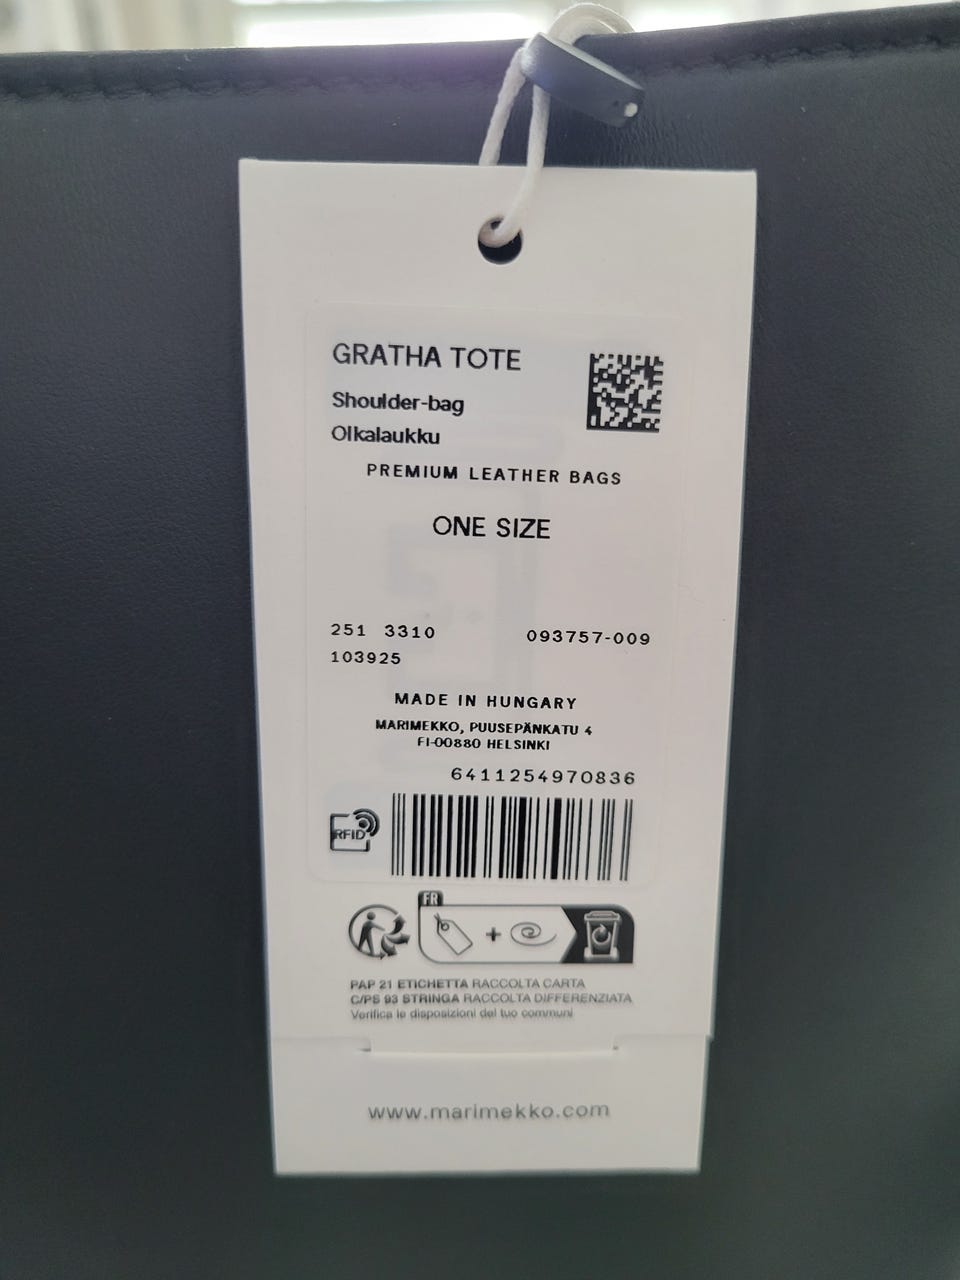 GRATHA TOTE
Shoulder-bag
Olkalaukku
PREMIUM LEATHER BAGS
ONE SIZE
251 3310 093757-009
103925
MADE IN HUNGARY
MARIMEKKO, PUUSEPÄNKATU 4
FI-00880 HELSINKI
6411254970836
RFID
FR
PAP 21 ETICHETTA RACCOLTA CARTA
C/PS 93 STRINGA RACCOLTA DIFFERENZIATA
Verifica le disposizioni del tuo communi
www.marimekko.com